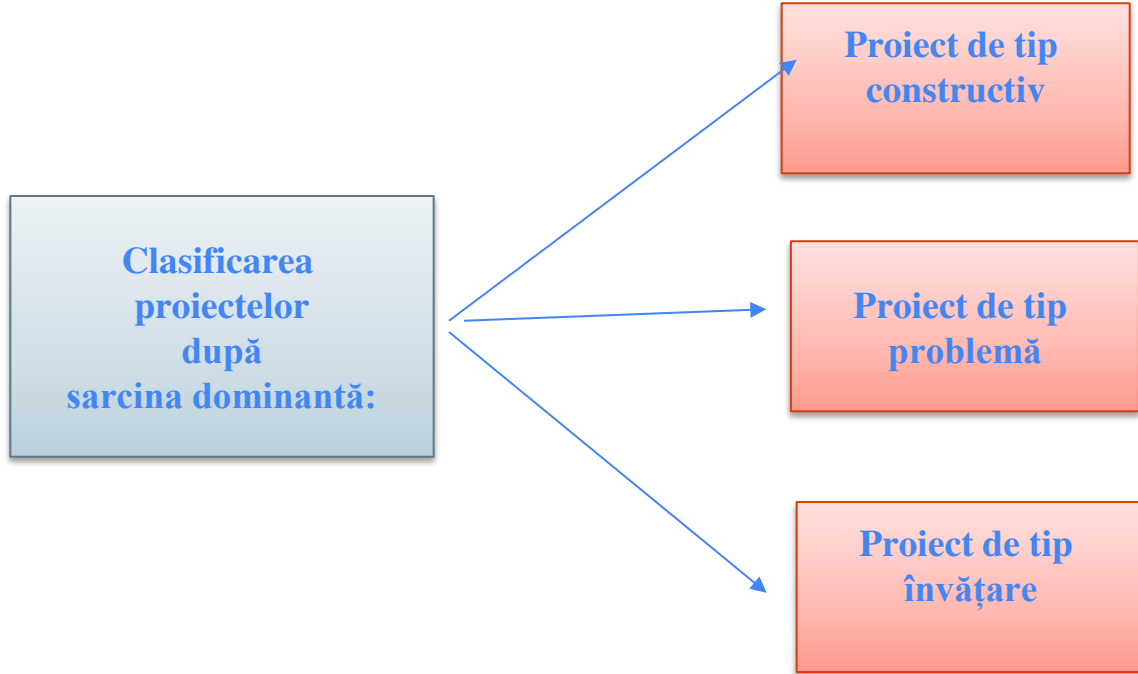 Clasificarea
proiectelor
după
sarcina dominantă:
Proiect de tip
constructiv
Proiect de tip
problemă
Proiect de tip
învățare